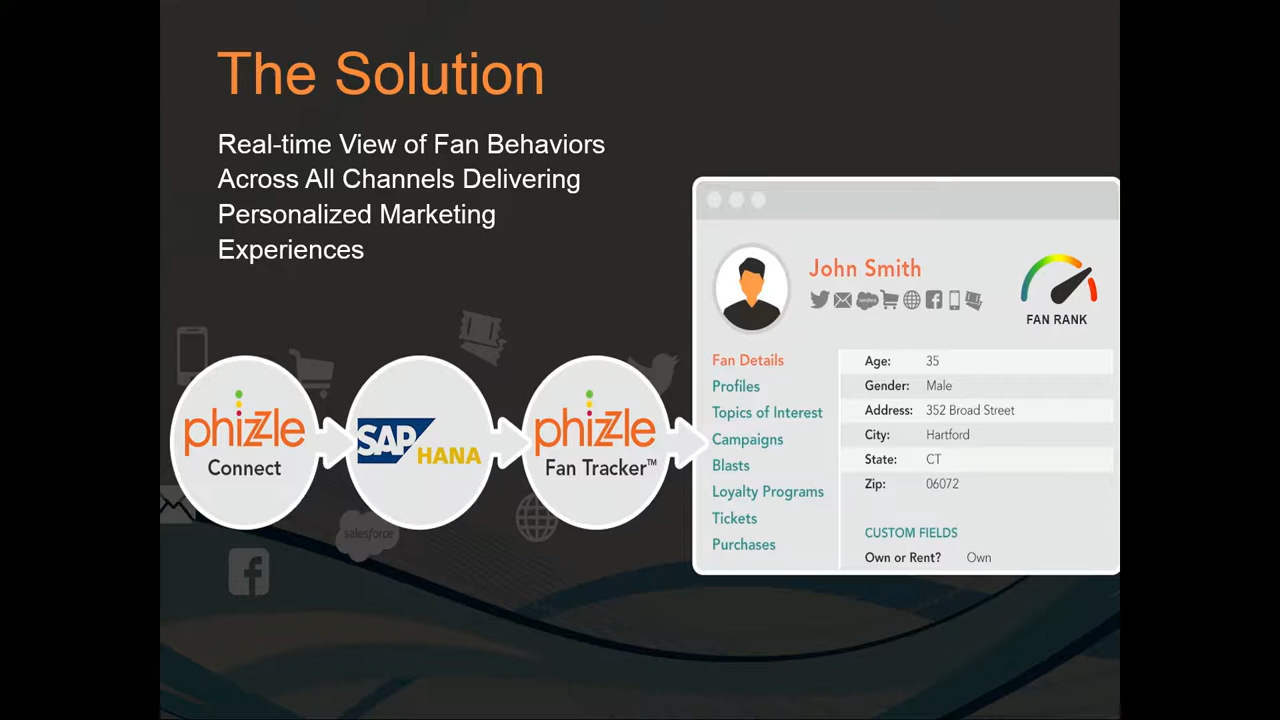 The Solution
Real-time View of Fan Behaviors
Across All Channels Delivering
Personalized Marketing
Experiences
phizzle
Connect
SAP HANA
phizzle
Fan Tracker™
salesforce
John Smith
salesforce
FAN RANK
Fan Details
Profiles
Topics of Interest
Campaigns
Blasts
Loyalty Programs
Tickets
Purchases
Age: 35
Gender: Male
Address: 352 Broad Street
City: Hartford
State: CT
Zip: 06072
CUSTOM FIELDS
Own or Rent? Own